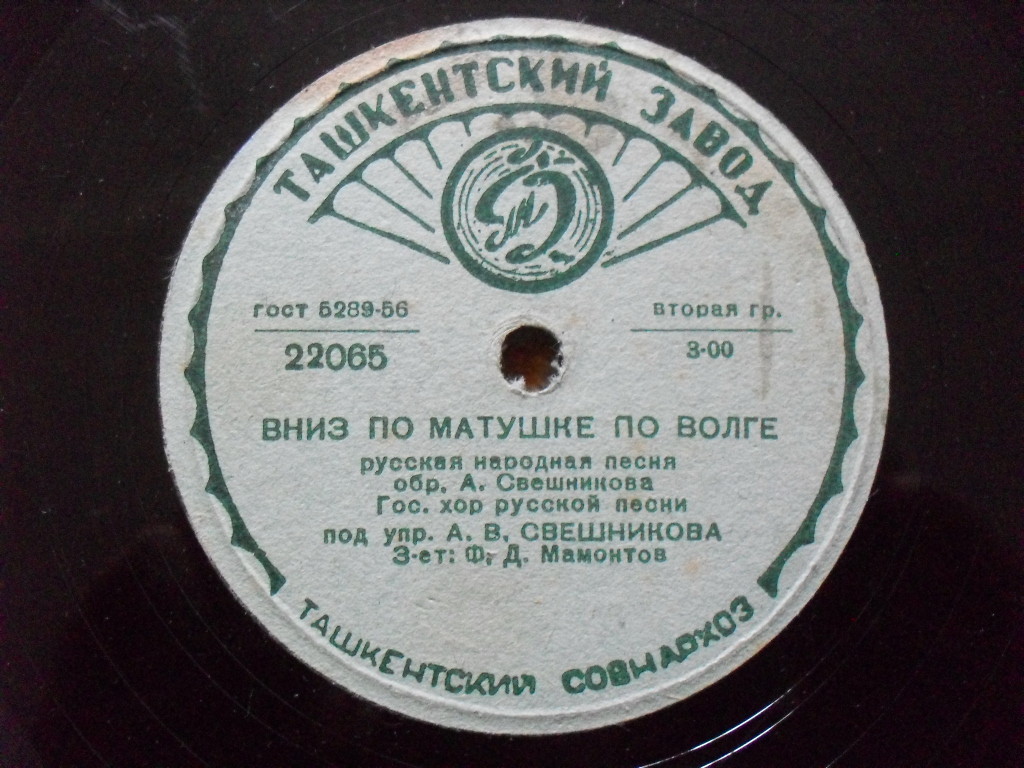 ТАШКЕНТСКИЙ ЗАВОД
гост 5289-56
вторая гр.
22065
3-00
ВНИЗ ПО МАТУШКЕ ПО ВОЛГЕ
русская народная песня
обр. А. Свешникова
Гос. хор русской песни
под упр. А. В. СВЕШНИКОВА
З-ет: Ф. Д. Мамонтов
ТАШКЕНТСКИЙ СОВНАРХОЗ